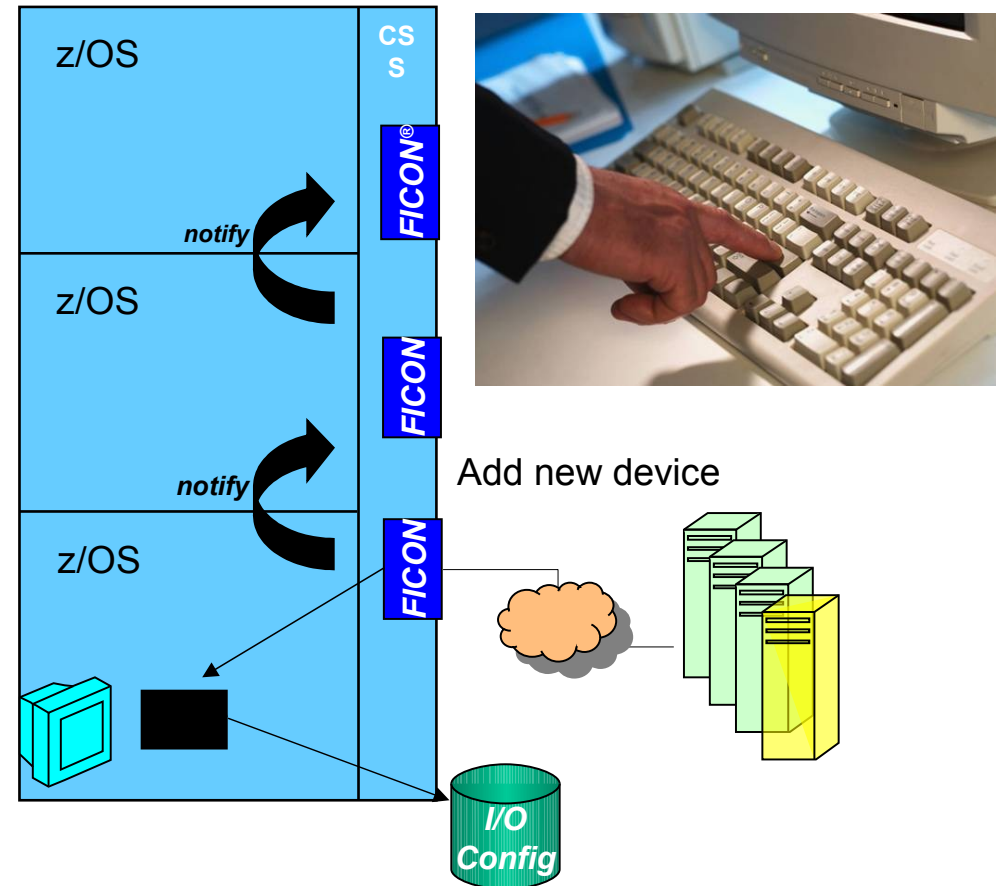 z/OS
CS
S
FICON®
notify
z/OS
FICON
notify
Add new device
z/OS
FICON
I/O
Config